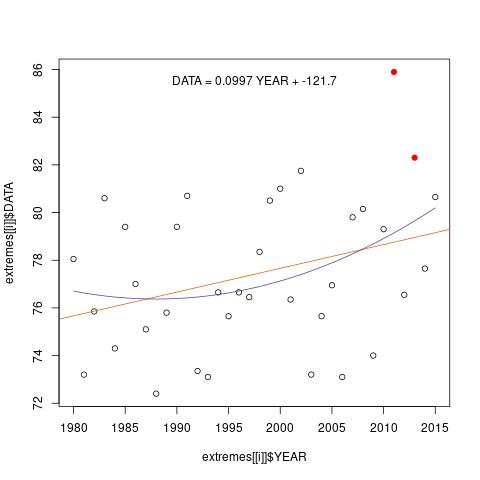 DATA = 0.0997 YEAR + -121.7
86
84
82
80
78
76
74
72
extremes[[i]]$DATA
1980 1985 1990 1995 2000 2005 2010 2015
extremes[[i]]$YEAR